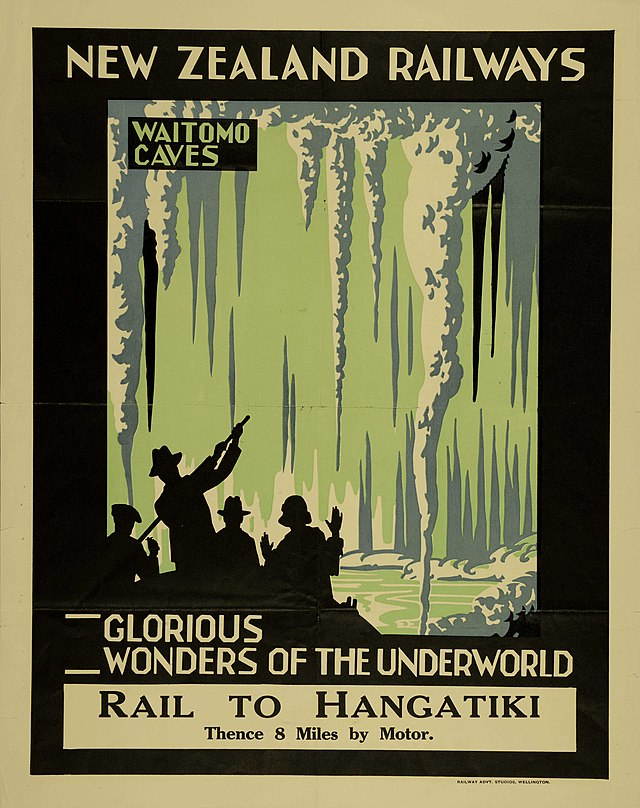 NEW ZEALAND RAILWAYS
WAITOMO
CAVES
GLORIOUS
WONDERS OF THE UNDERWORLD
RAIL TO HANGATIKI
Thence 8 Miles by Motor.
RAILWAY ADVT. STUDIOS, WELLINGTON.